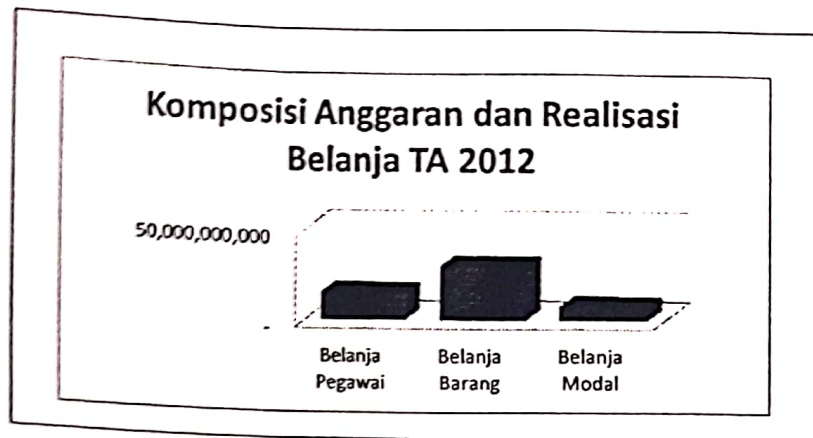 Komposisi Anggaran dan Realisasi
Belanja TA 2012
50,000,000,000
-
Belanja
Pegawai
Belanja
Barang
Belanja
Modal